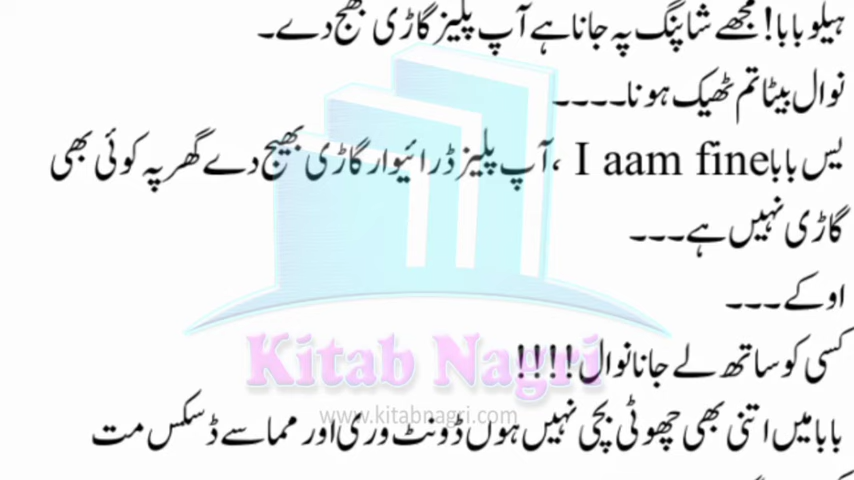 ہیلو بابا! مجھے شاپنگ پہ جانا ہے آپ پلیز گاڑی بھیج دے۔
نوال بیٹا تم ٹھیک ہو نا۔۔۔۔
یس بابا I aam fine ،آپ پلیز ڈرائیوار گاڑی بھیج دے گھر پہ کوئی بھی
گاڑی نہیں ہے۔۔۔
اوکے۔۔۔
کسی کو ساتھ لے جانا نوال!!!!
Kitab Nagri
www.kitabnagri.com
بابا میں اتنی بھی چھوٹی بچی نہیں ہوں ڈونٹ وری اور مما سے ڈسکس مت